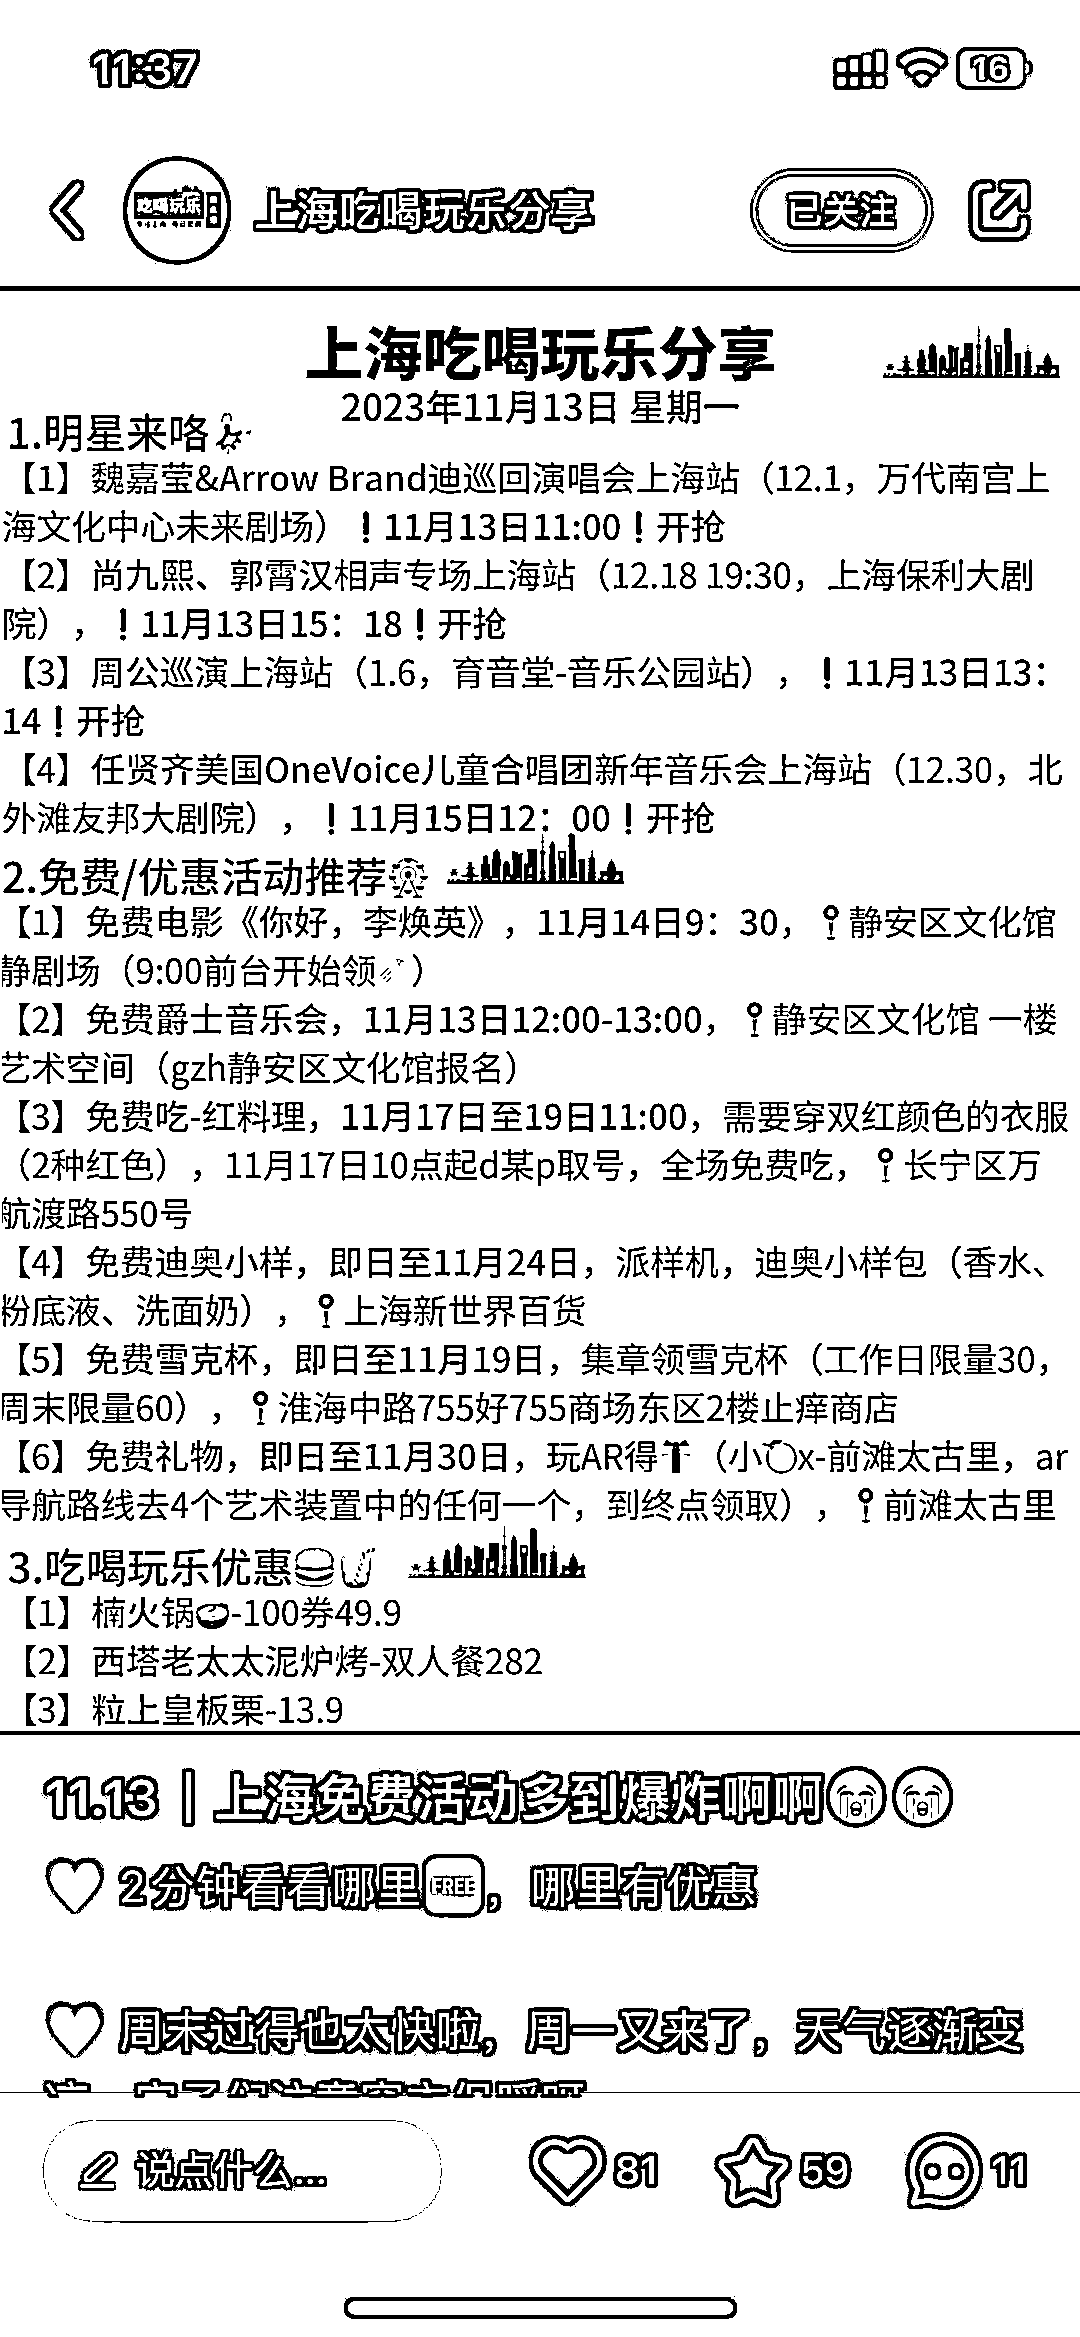 11:37
16
上海吃喝玩乐分享
已关注
吃喝玩乐
上海吃喝玩乐分享
2023年11月13日 星期一
1.明星来咯
【1】魏嘉莹&Arrow Brand迪巡回演唱会上海站（12.1，万代南宫上
海文化中心未来剧场）❗11月13日11:00❗开抢
【2】尚九熙、郭霄汉相声专场上海站（12.18 19:30，上海保利大剧
院），❗11月13日15：18❗开抢
【3】周公巡演上海站（1.6，育音堂-音乐公园站），❗11月13日13：
14❗开抢
【4】任贤齐美国OneVoice儿童合唱团新年音乐会上海站（12.30，北
外滩友邦大剧院），❗11月15日12：00❗开抢
2.免费/优惠活动推荐🎡
【1】免费电影《你好，李焕英》，11月14日9：30，📍静安区文化馆
静剧场（9:00前台开始领）
【2】免费爵士音乐会，11月13日12:00-13:00，📍静安区文化馆 一楼
艺术空间（gzh静安区文化馆报名）
【3】免费吃-红料理，11月17日至19日11:00，需要穿双红颜色的衣服
（2种红色），11月17日10点起d某p取号，全场免费吃，📍长宁区万
航渡路550号
【4】免费迪奥小样，即日至11月24日，派样机，迪奥小样包（香水、
粉底液、洗面奶），📍上海新世界百货
【5】免费雪克杯，即日至11月19日，集章领雪克杯（工作日限量30，
周末限量60），📍淮海中路755好755商场东区2楼止痒商店
【6】免费礼物，即日至11月30日，玩AR得🎁（小〇x-前滩太古里，ar
导航路线去4个艺术装置中的任何一个，到终点领取），📍前滩太古里
3.吃喝玩乐优惠🍔
【1】楠火锅🍲-100券49.9
【2】西塔老太太泥炉烤-双人餐282
【3】粒上皇板栗-13.9
11.13｜上海免费活动多到爆炸啊啊😭😭
♡ 2分钟看看哪里🆓，哪里有优惠
♡ 周末过得也太快啦，周一又来了，天气逐渐变
说点什么...
81
59
11